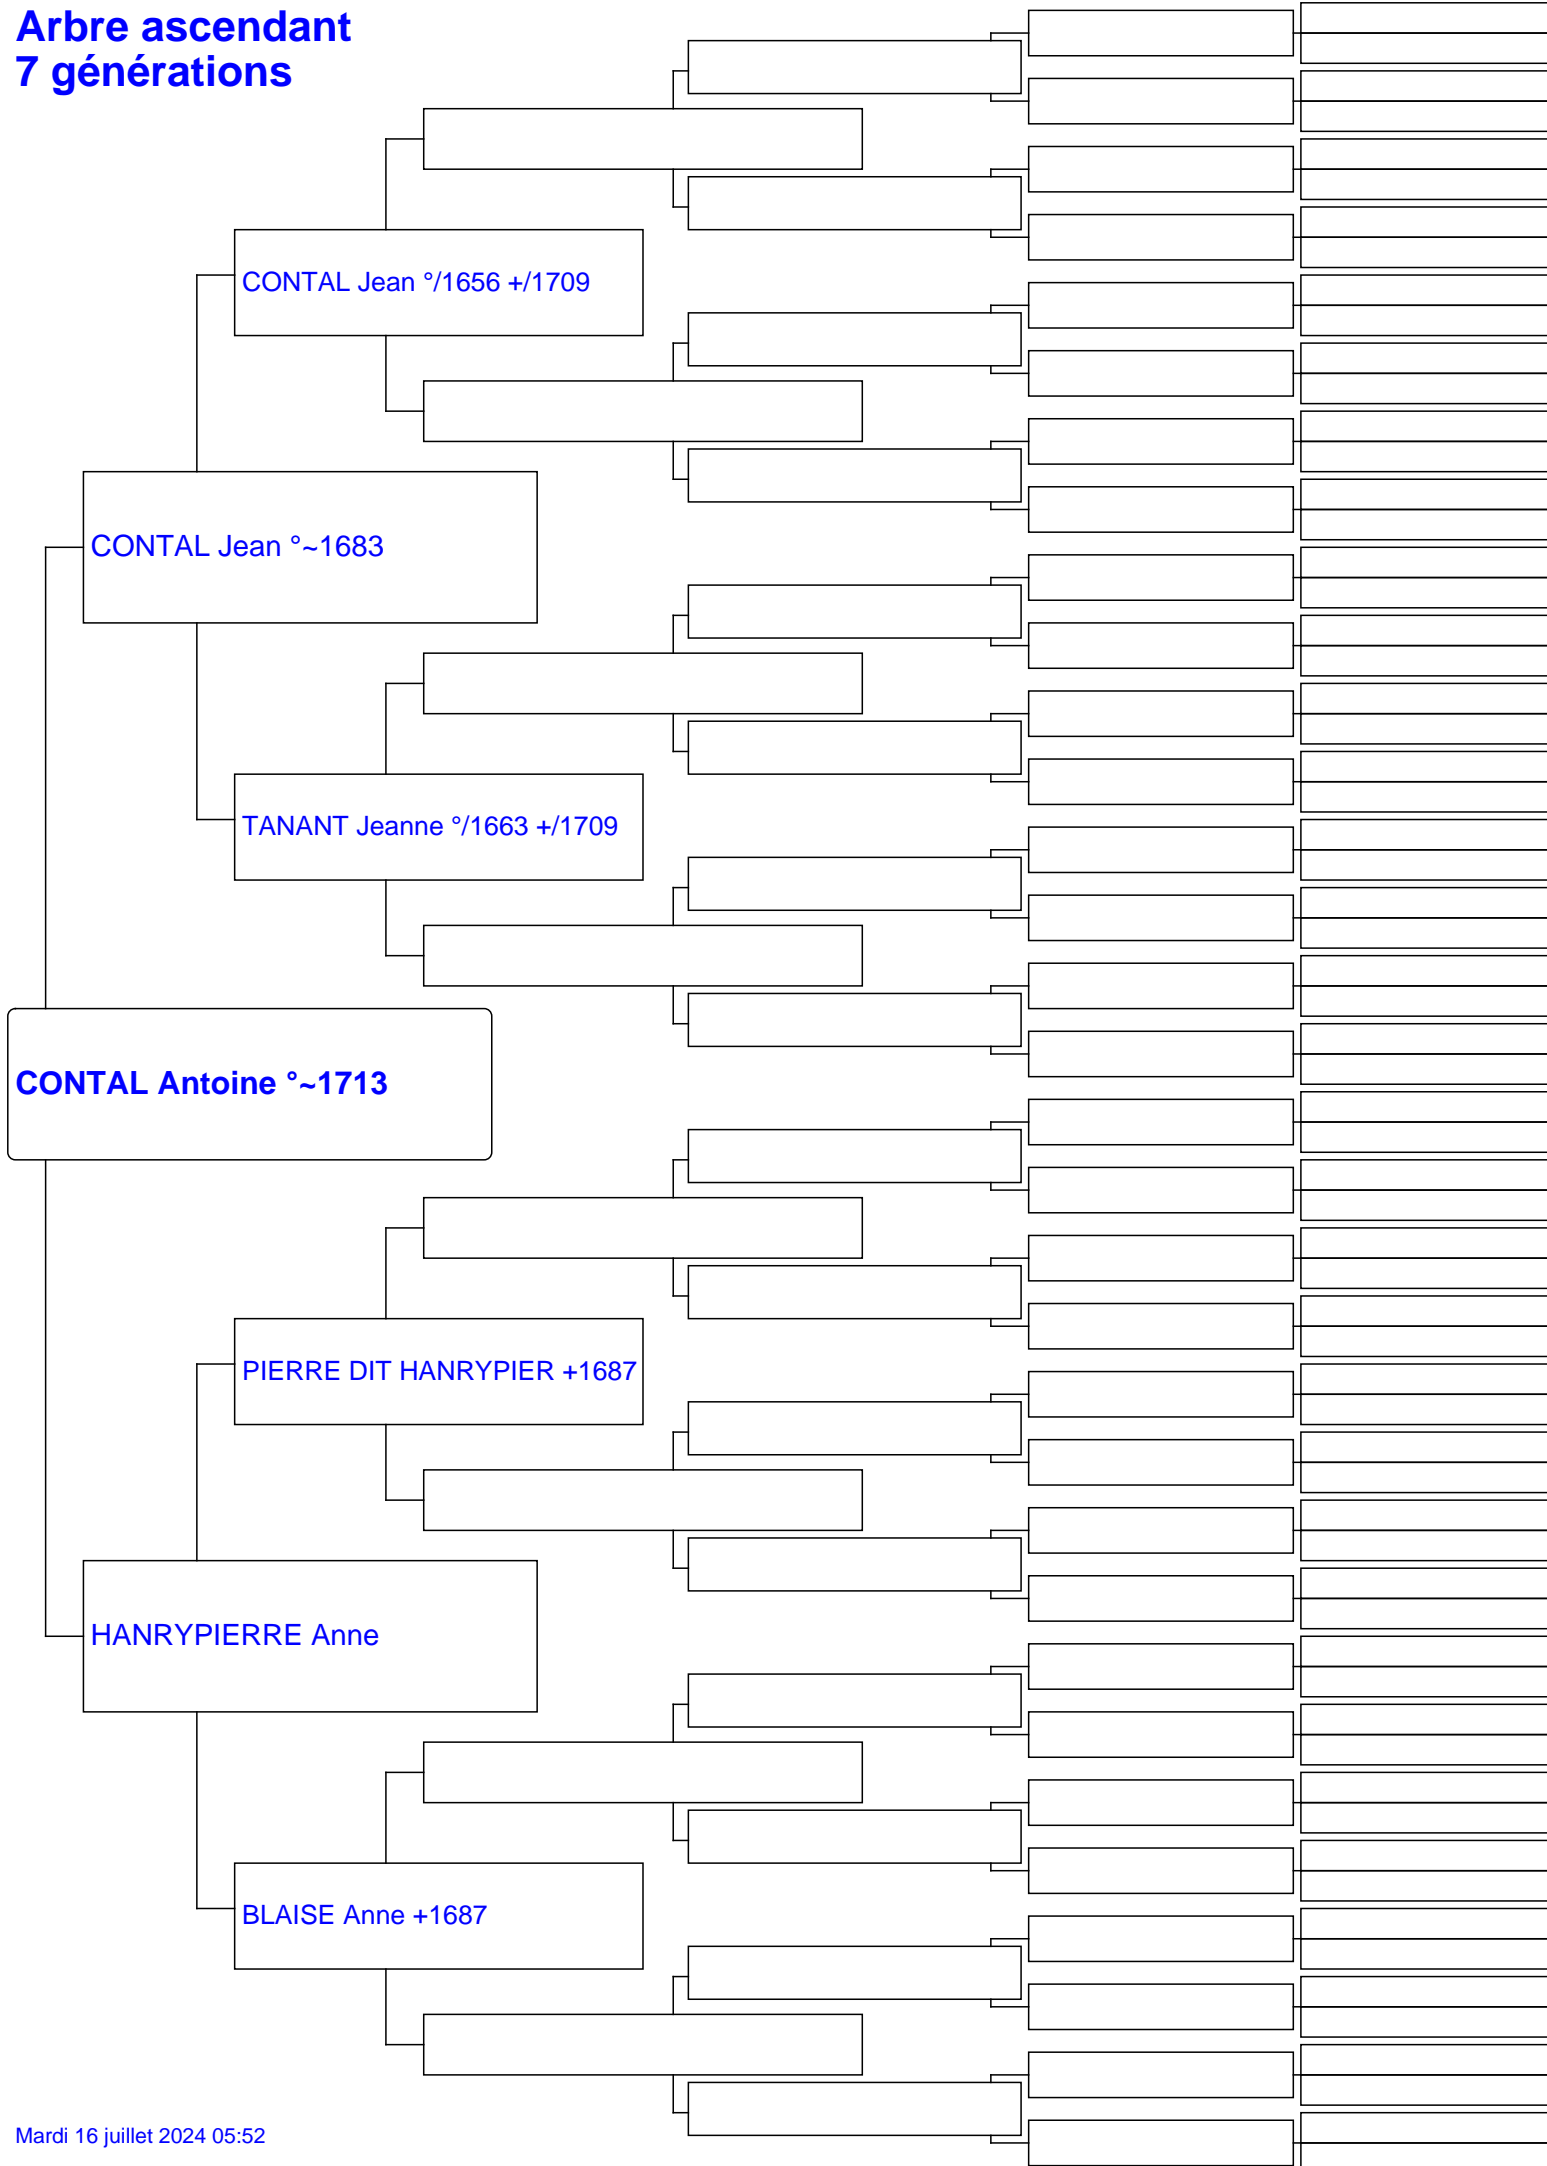 Arbre ascendant
7 générations
CONTAL Jean °/1656 +/1709
CONTAL Jean °~1683
TANANT Jeanne °/1663 +/1709
CONTAL Antoine °~1713
PIERRE DIT HANRYPIER +1687
HANRYPIERRE Anne
BLAISE Anne +1687
Mardi 16 juillet 2024 05:52